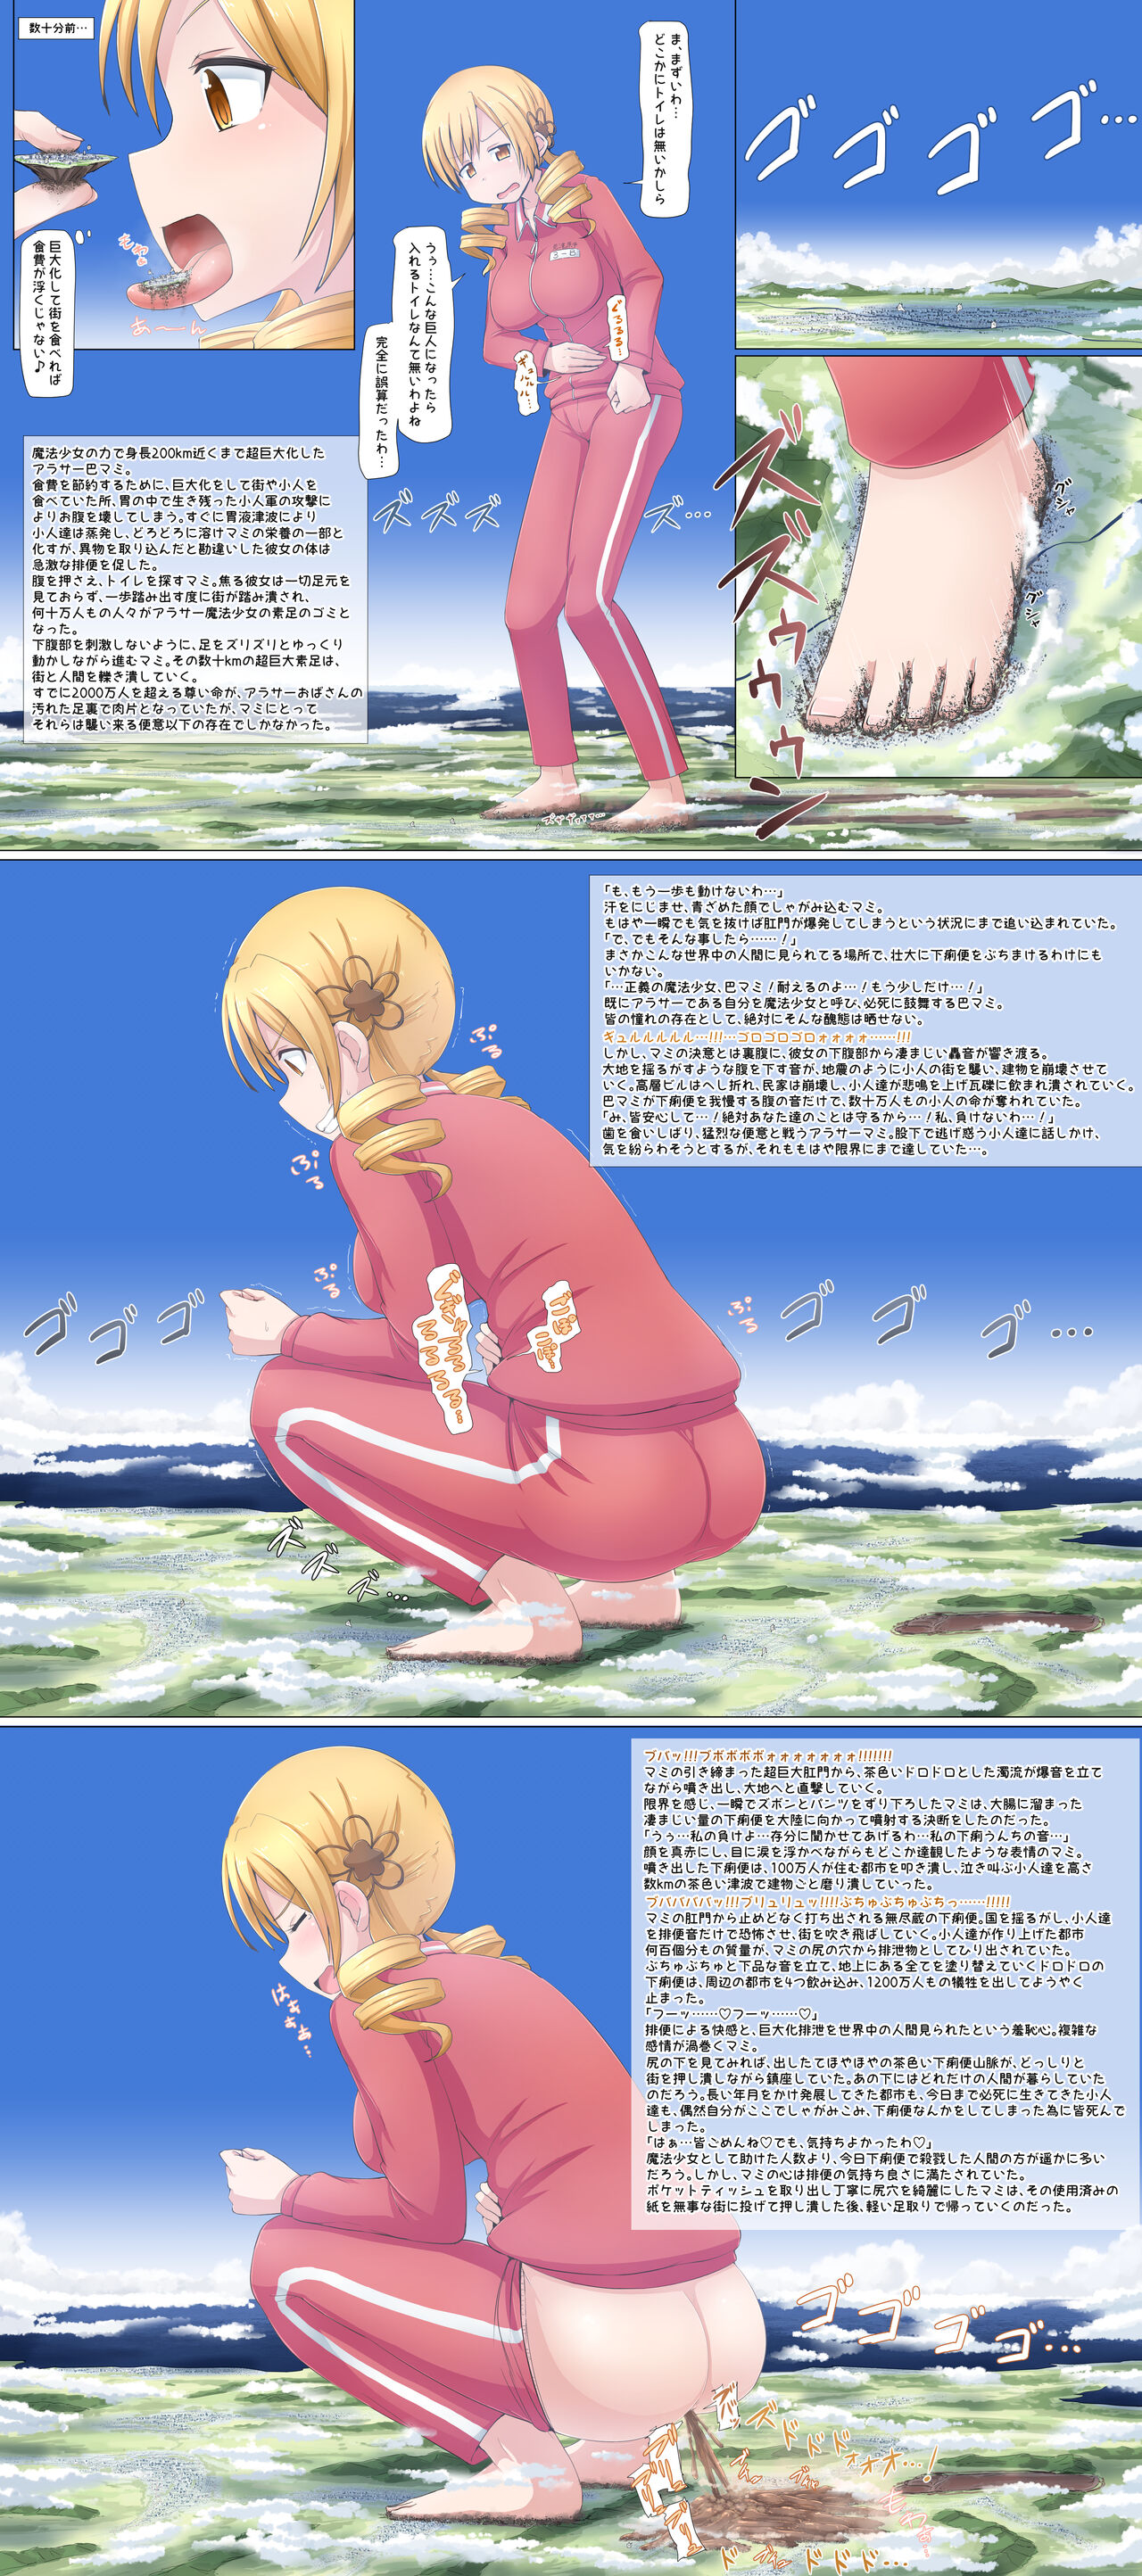 数十分前…
巨大化して街を食べれば
食費が浮くじゃない♪
あ〜ん
ま、まずいわ…
どこかにトイレは無いかしら
うぅ…こんな巨人になったら
入れるトイレなんて無いわよね
完全に誤算だったわ…
ぐるるる…
ギュルルル…
3-B
ゴゴゴゴ…
ズズゥゥゥン
グシャ
グシャ
ズズズ
ズ…
魔法少女の力で身長200km近くまで超巨大化した
アラサー巴マミ。
食費を節約するために、巨大化をして街や小人を
食べていた所、胃の中で生き残った小人軍の攻撃に
よりお腹を壊してしまう。すぐに胃液津波により
小人達は蒸発し、どろどろに溶けマミの栄養の一部と
化すが、異物を取り込んだと勘違いした彼女の体は
急激な排便を促した。
腹を押さえ、トイレを探すマミ。焦る彼女は一切足元を
見ておらず、一歩踏み出す度に街が踏み潰され、
何十万人もの人々がアラサー魔法少女の素足のゴミと
なった。
下腹部を刺激しないように、足をズリズリとゆっくり
動かしながら進むマミ。その数十kmの超巨大素足は、
街と人間を轢き潰していく。
すでに2000万人を超える尊い命が、アラサーおばさんの
汚れた足裏で肉片となっていたが、マミにとって
それらは襲い来る便意以下の存在でしかなかった。
「も、もう一歩も動けないわ…」
汗をにじませ、青ざめた顔でしゃがみ込むマミ。
もはや一瞬でも気を抜けば肛門が爆発してしまうという状況にまで追い込まれていた。
「で、でもそんな事したら……！」
まさかこんな世界中の人間に見られてる場所で、壮大に下痢便をぶちまけるわけにも
いかない。
「…正義の魔法少女、巴マミ！耐えるのよ…！もう少しだけ…！」
既にアラサーである自分を魔法少女と呼び、必死に鼓舞する巴マミ。
皆の憧れの存在として、絶対にそんな醜態は晒せない。
ギュルルルルル…!!!…ゴロゴロゴロォォォォ……!!!
しかし、マミの決意とは裏腹に、彼女の下腹部から凄まじい轟音が響き渡る。
大地を揺るがすような腹を下す音が、地震のように小人の街を襲い、建物を崩壊させて
いく。高層ビルはへし折れ、民家は崩壊し、小人達が悲鳴を上げ瓦礫に飲まれ潰されていく。
巴マミが下痢便を我慢する腹の音だけで、数十万人もの小人の命が奪われていた。
「み、皆安心して…！絶対あなた達のことは守るから…！私、負けないわ…！」
歯を食いしばり、猛烈な便意と戦うアラサーマミ。股下で逃げ惑う小人達に話しかけ、
気を紛らわそうとするが、それももはや限界にまで達していた…。
ぷる
ぷる
ぷる
ぷる
ごぽ
こぽ…
ゴゴゴ
ゴゴゴ…
ズズズ…
ブバッ!!!ブボボボボォォォォォォォ!!!!!!!
マミの引き締まった超巨大肛門から、茶色いドロドロとした濁流が爆音を立て
ながら噴き出し、大地へと直撃していく。
限界を感じ、一瞬でズボンとパンツをずり下ろしたマミは、大腸に溜まった
凄まじい量の下痢便を大陸に向かって噴射する決断をしたのだった。
「うぅ…私の負けよ…存分に聞かせてあげるわ…私の下痢うんちの音…」
顔を真赤にし、目に涙を浮かべながらもどこか達観したような表情のマミ。
噴き出した下痢便は、100万人が住む都市を叩き潰し、泣き叫ぶ小人達を高さ
数kmの茶色い津波で建物ごと磨り潰していった。
ブババババッ!!!ブリュリュッ!!!!ぶちゅぶちゅぶちっ……!!!!!
マミの肛門から止めどなく打ち出される無尽蔵の下痢便。国を揺るがし、小人達
を排便音だけで恐怖させ、街を吹き飛ばしていく。小人達が作り上げた都市
何百個分もの質量が、マミの尻の穴から排泄物としてひり出されていた。
ぶちゅぶちゅと下品な音を立て、地上にある全てを塗り替えていくドロドロの
下痢便は、周辺の都市を4つ飲み込み、1200万人もの犠牲を出してようやく
止まった。
「フーッ……♡フーッ……♡」
排便による快感と、巨大化排泄を世界中の人間見られたという羞恥心。複雑な
感情が渦巻くマミ。
尻の下を見てみれば、出したてほやほやの茶色い下痢便山脈が、どっしりと
街を押し潰しながら鎮座していた。あの下にはどれだけの人間が暮らしていた
のだろう。長い年月をかけ発展してきた都市も、今日まで必死に生きてきた小人
達も、偶然自分がここでしゃがみこみ、下痢便なんかをしてしまった為に皆死んで
しまった。
「はぁ…皆ごめんね♡でも、気持ちよかったわ♡」
魔法少女として助けた人数より、今日下痢便で殺戮した人間の方が遥かに多い
だろう。しかし、マミの心は排便の気持ち良さに満たされていた。
ポケットティッシュを取り出し丁寧に尻穴を綺麗にしたマミは、その使用済みの
紙を無事な街に投げて押し潰した後、軽い足取りで帰っていくのだった。
はぁぁぁ…
ゴゴゴゴ…
ズドドドォォォ…！
ドドドド…